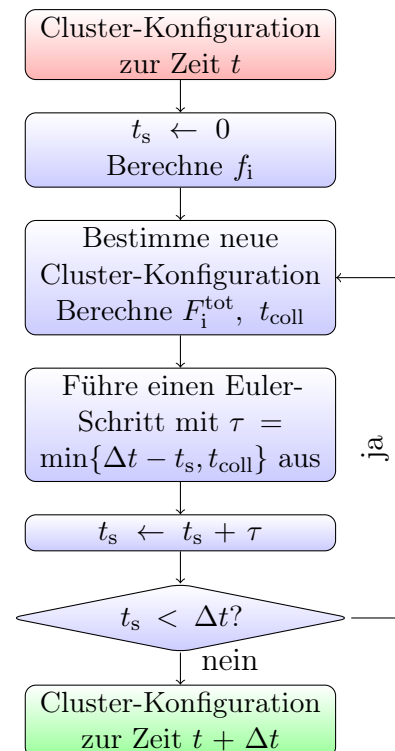 Cluster-Konfiguration
zur Zeit t
t_s ← 0
Berechne f_i
Bestimme neue
Cluster-Konfiguration
Berechne F_i^tot, t_coll
Führe einen Euler-
Schritt mit τ =
min{Δt − t_s, t_coll} aus
ja
t_s ← t_s + τ
t_s < Δt?
nein
Cluster-Konfiguration
zur Zeit t + Δt